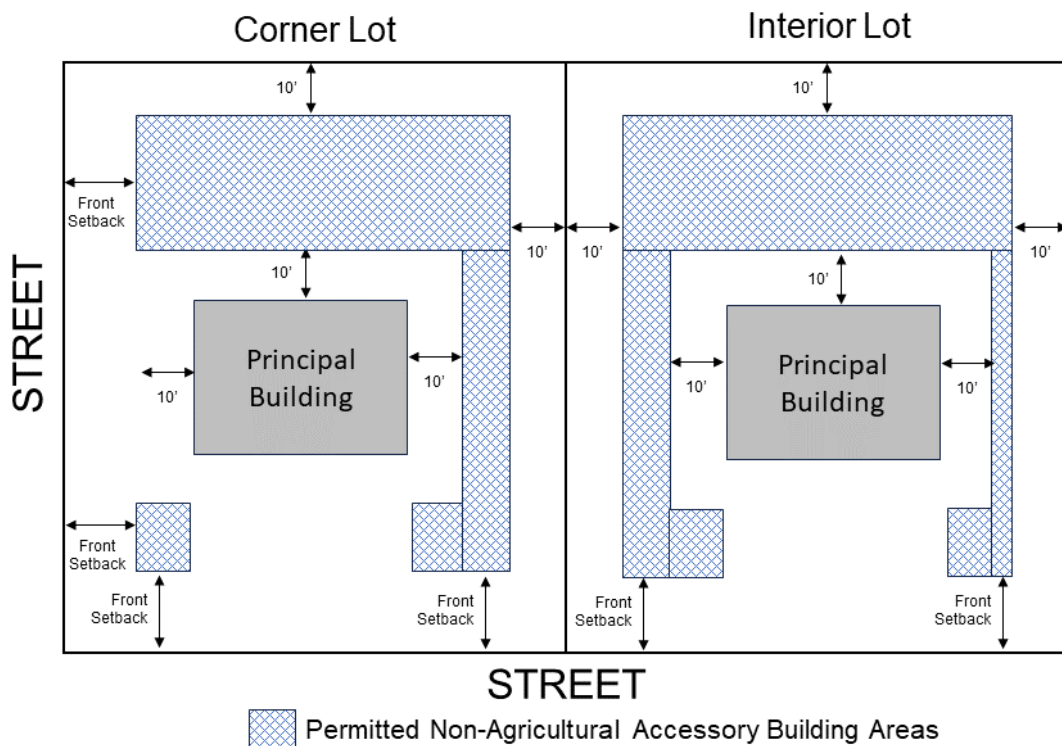 Corner Lot
Interior Lot
10'
10'
Front
Setback
10'
10'
10'
10'
10'
STREET
Principal
Building
10'
10'
Principal
Building
10'
10'
Front
Setback
Front
Setback
Front
Setback
Front
Setback
Front
Setback
STREET
Permitted Non-Agricultural Accessory Building Areas